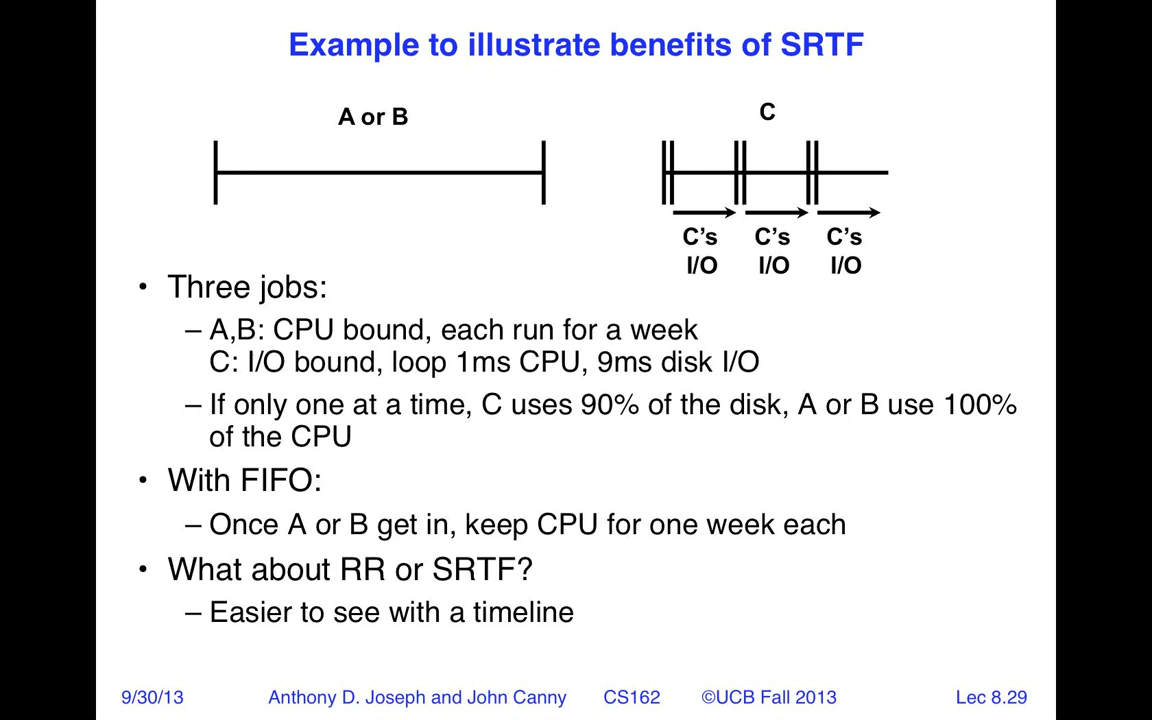 Example to illustrate benefits of SRTF
A or B
C
C's I/O
C's I/O
C's I/O
• Three jobs:
– A,B: CPU bound, each run for a week
C: I/O bound, loop 1ms CPU, 9ms disk I/O
– If only one at a time, C uses 90% of the disk, A or B use 100%
of the CPU
• With FIFO:
– Once A or B get in, keep CPU for one week each
• What about RR or SRTF?
– Easier to see with a timeline
9/30/13 Anthony D. Joseph and John Canny CS162 ©UCB Fall 2013 Lec 8.29